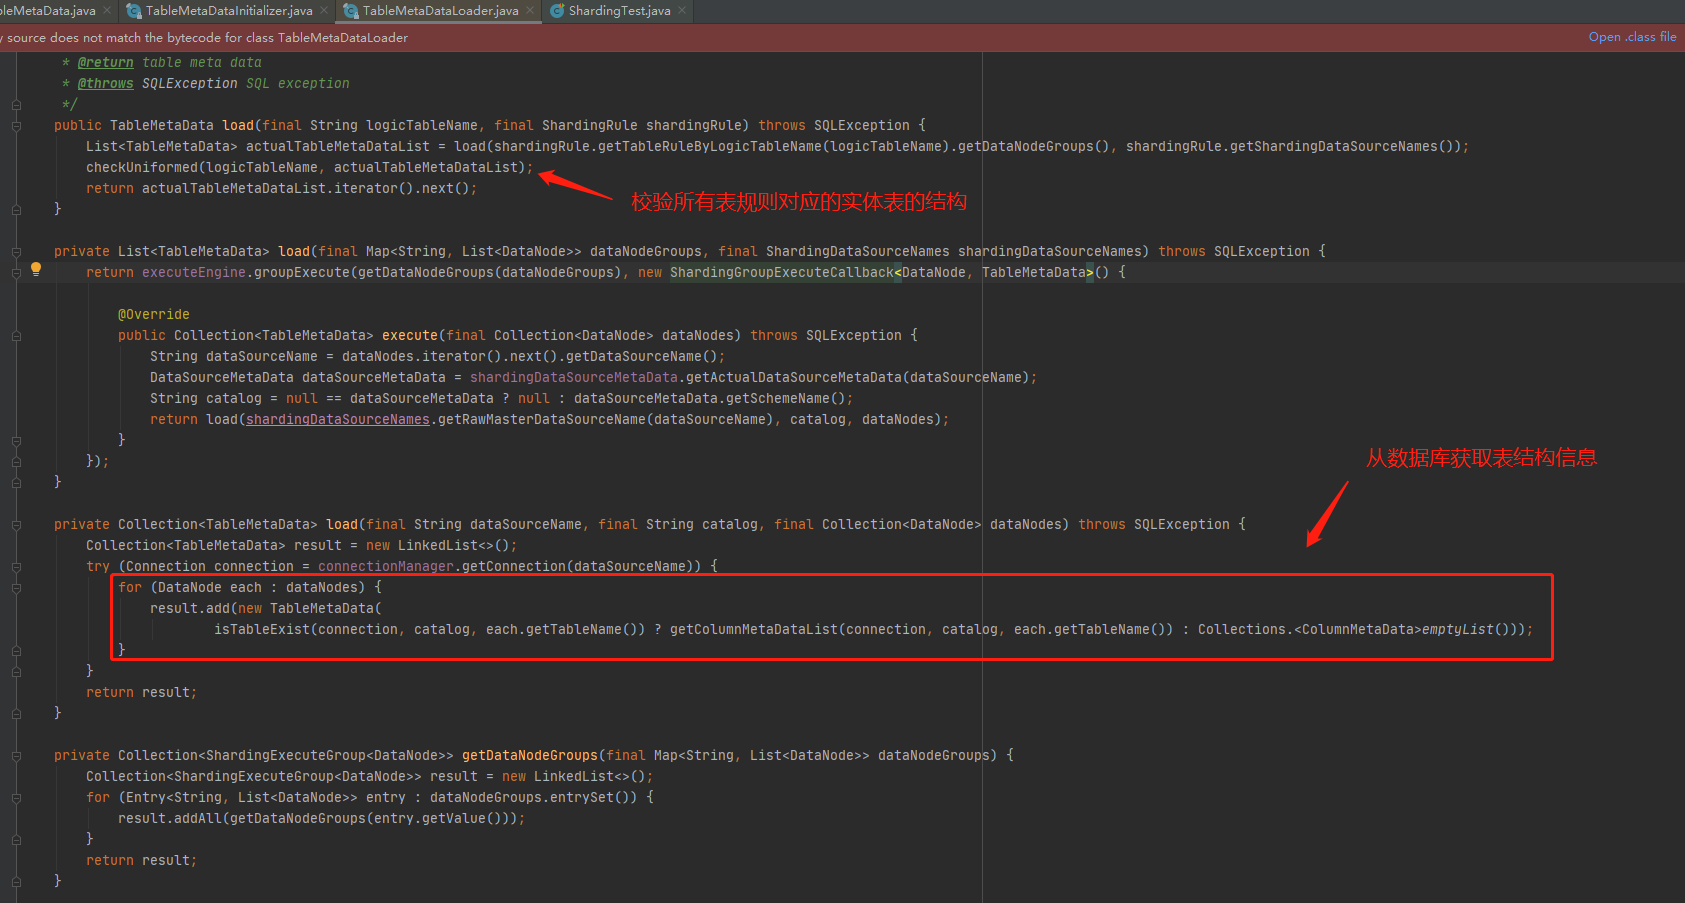 bleMetaData.java × TableMetaDataInitializer.java × TableMetaDataLoader.java × ShardingTest.java ×
y source does not match the bytecode for class TableMetaDataLoader Open .class file
* @return table meta data
* @throws SQLException SQL exception
*/
public TableMetaData load(final String logicTableName, final ShardingRule shardingRule) throws SQLException {
List<TableMetaData> actualTableMetaDataList = load(shardingRule.getTableRuleByLogicTableName(logicTableName).getDataNodeGroups(), shardingRule.getShardingDataSourceNames());
checkUniformed(logicTableName, actualTableMetaDataList);
return actualTableMetaDataList.iterator().next();
校验所有表规则对应的实体表的结构
}
private List<TableMetaData> load(final Map<String, List<DataNode>> dataNodeGroups, final ShardingDataSourceNames shardingDataSourceNames) throws SQLException {
return executeEngine.groupExecute(getDataNodeGroups(dataNodeGroups), new ShardingGroupExecuteCallback<DataNode, TableMetaData>() {
@Override
public Collection<TableMetaData> execute(final Collection<DataNode> dataNodes) throws SQLException {
String dataSourceName = dataNodes.iterator().next().getDataSourceName();
DataSourceMetaData dataSourceMetaData = shardingDataSourceMetaData.getActualDataSourceMetaData(dataSourceName);
String catalog = null == dataSourceMetaData ? null : dataSourceMetaData.getSchemeName();
return load(shardingDataSourceNames.getRawMasterDataSourceName(dataSourceName), catalog, dataNodes);
}
});
从数据库获取表结构信息
}
private Collection<TableMetaData> load(final String dataSourceName, final String catalog, final Collection<DataNode> dataNodes) throws SQLException {
Collection<TableMetaData> result = new LinkedList<>();
try (Connection connection = connectionManager.getConnection(dataSourceName)) {
for (DataNode each : dataNodes) {
result.add(new TableMetaData(
isTableExist(connection, catalog, each.getTableName()) ? getColumnMetaDataList(connection, catalog, each.getTableName()) : Collections.<ColumnMetaData>emptyList()));
}
}
return result;
}
private Collection<ShardingExecuteGroup<DataNode>> getDataNodeGroups(final Map<String, List<DataNode>> dataNodeGroups) {
Collection<ShardingExecuteGroup<DataNode>> result = new LinkedList<>();
for (Entry<String, List<DataNode>> entry : dataNodeGroups.entrySet()) {
result.addAll(getDataNodeGroups(entry.getValue()));
}
return result;
}